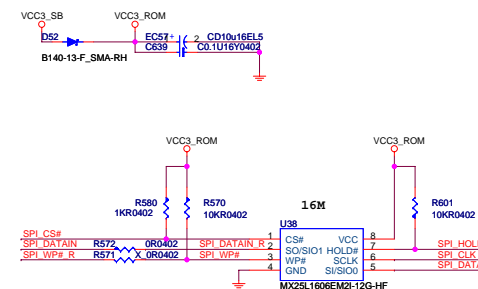 VCC3_SB
VCC3_ROM
D52
EC57
+
2
CD10u16EL5
C639
C0.1U16Y0402
B140-13-F_SMA-RH
VCC3_ROM
VCC3_ROM
R580
1KR0402
R570
10KR0402
16M
R601
10KR0402
U38
SPI_CS#
1
CS#
VCC
8
SPI_DATAIN
R572
0R0402
SPI_DATAIN_R
2
SO/SIO1
HOLD#
7
SPI_HOL
SPI_WP#_R
R571
X_0R0402
SPI_WP#
3
WP#
SCLK
6
SPI_CLK
4
GND
SI/SIO0
5
SPI_DATA
MX25L1606EM2I-12G-HF